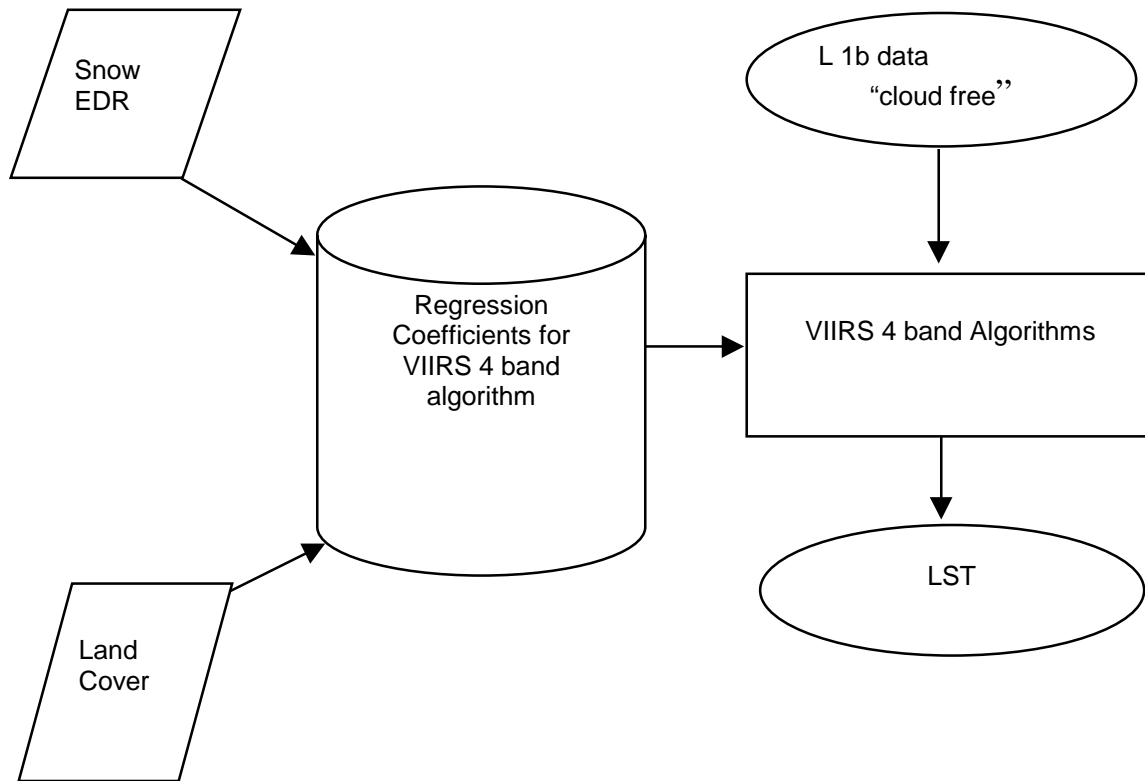 Snow
EDR
L 1b data
“cloud free”
Regression
Coefficients for
VIIRS 4 band
algorithm
VIIRS 4 band Algorithms
LST
Land
Cover